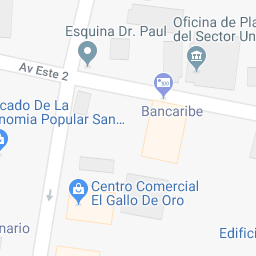 Esquina Dr. Paul
Oficina de Pla
del Sector Un
Av Este 2
Bancaribe
cado De La
onomia Popular San...
Centro Comercial
El Gallo De Oro
nario
Edifici